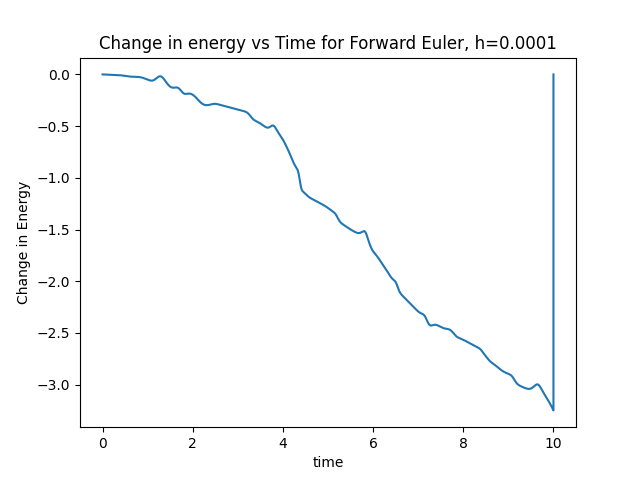 Change in energy vs Time for Forward Euler, h=0.0001
Change in Energy
0.0
−0.5
−1.0
−1.5
−2.0
−2.5
−3.0
0 2 4 6 8 10
time